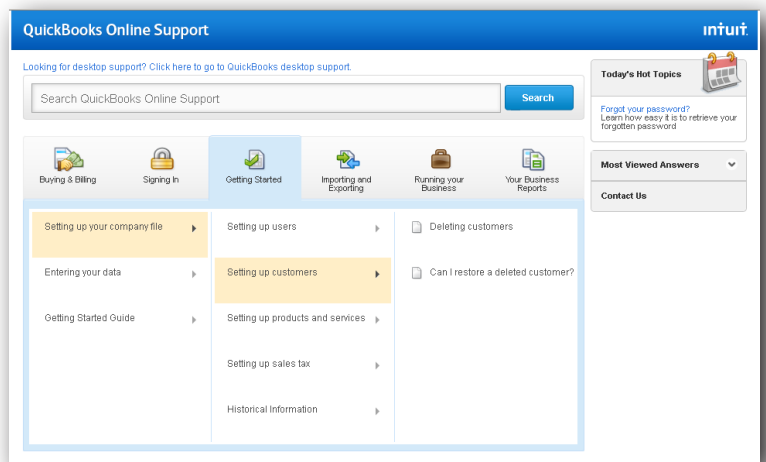 QuickBooks Online Support
intuit.
Looking for desktop support? Click here to go to QuickBooks desktop support.
Search QuickBooks Online Support
Search
Buying & Billing
Signing In
Getting Started
Importing and
Exporting
Running your
Business
Your Business
Reports
Setting up your company file
Entering your data
Getting Started Guide
Setting up users
Setting up customers
Setting up products and services
Setting up sales tax
Historical Information
Deleting customers
Can I restore a deleted customer?
Today's Hot Topics
Forgot your password?
Learn how easy it is to retrieve your
forgotten password
Most Viewed Answers
Contact Us